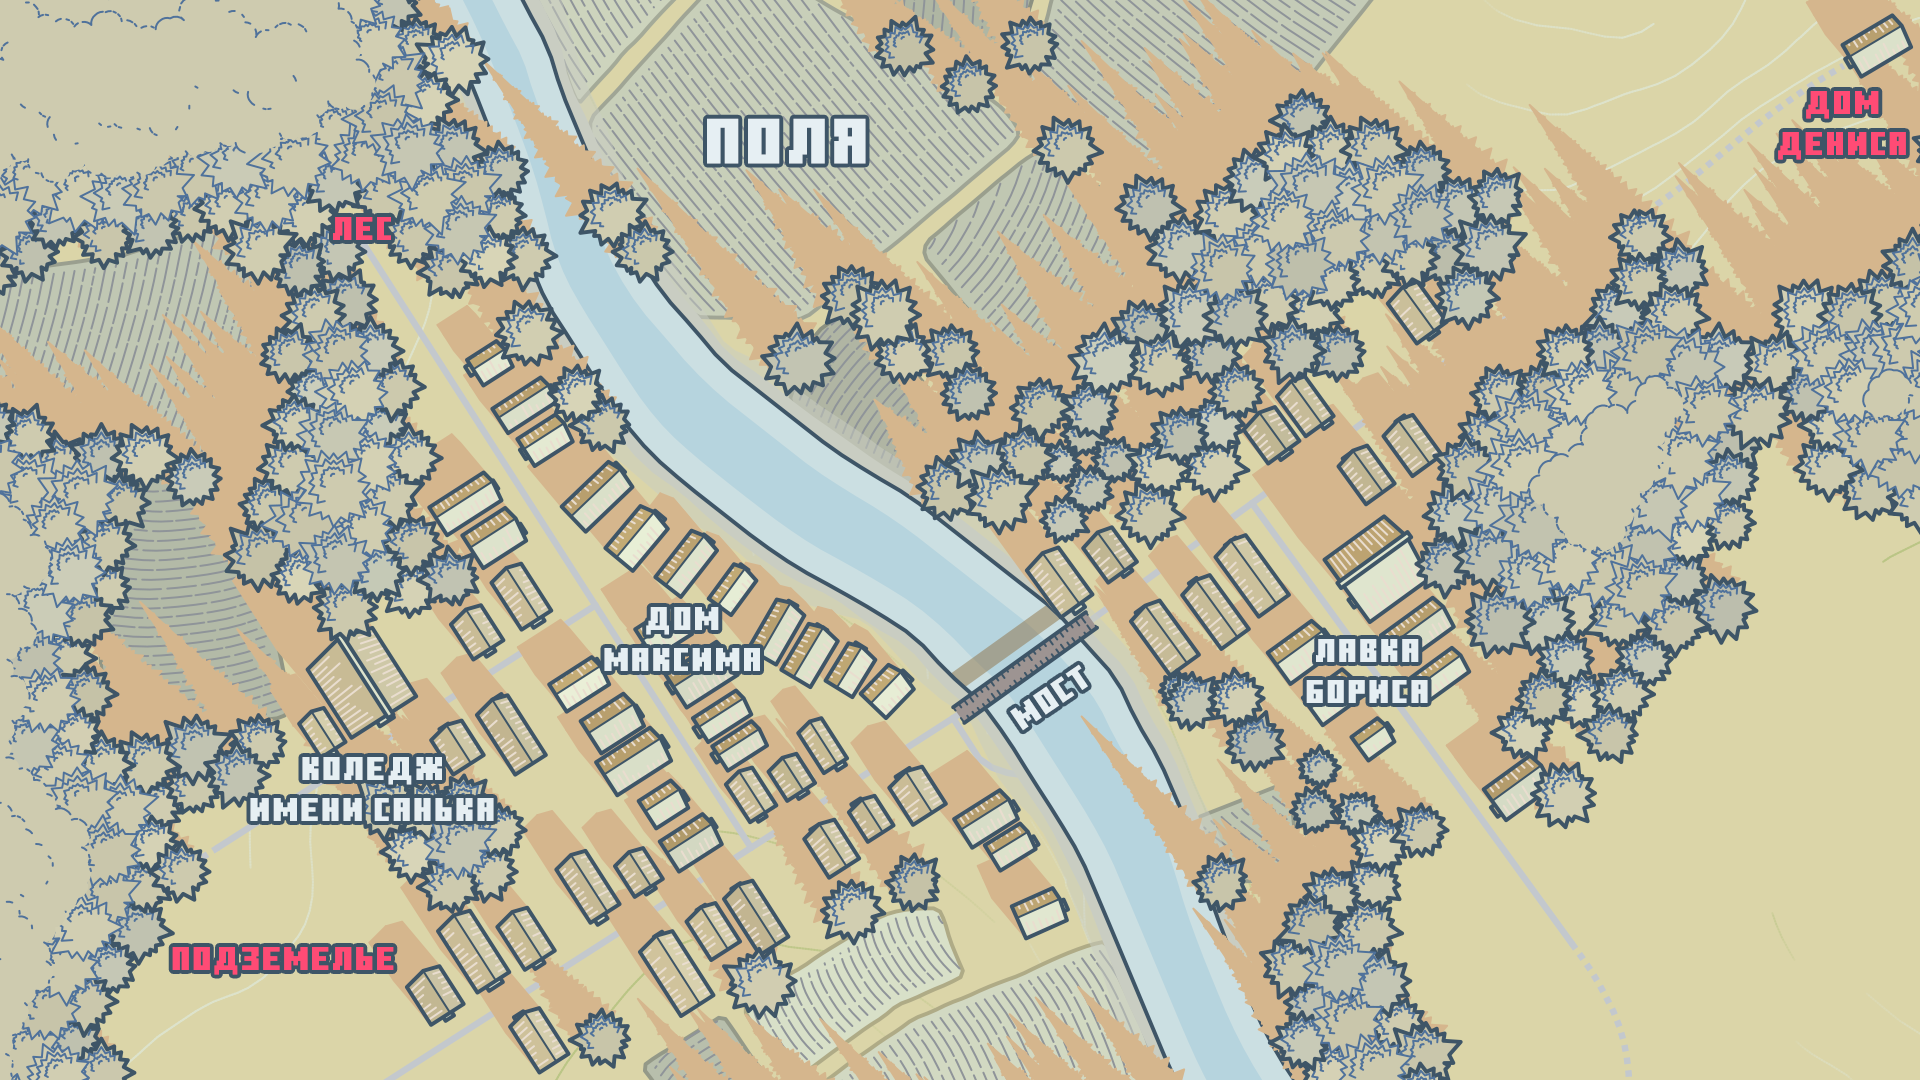 ДОМ
ДЕНИСА
ПОЛЯ
ЛЕС
ДОМ
МАКСИМА
ЛАВКА
БОРИСА
МОСТ
КОЛЕДЖ
ИМЕНИ САНЬКА
ПОДЗЕМЕЛЬЕ